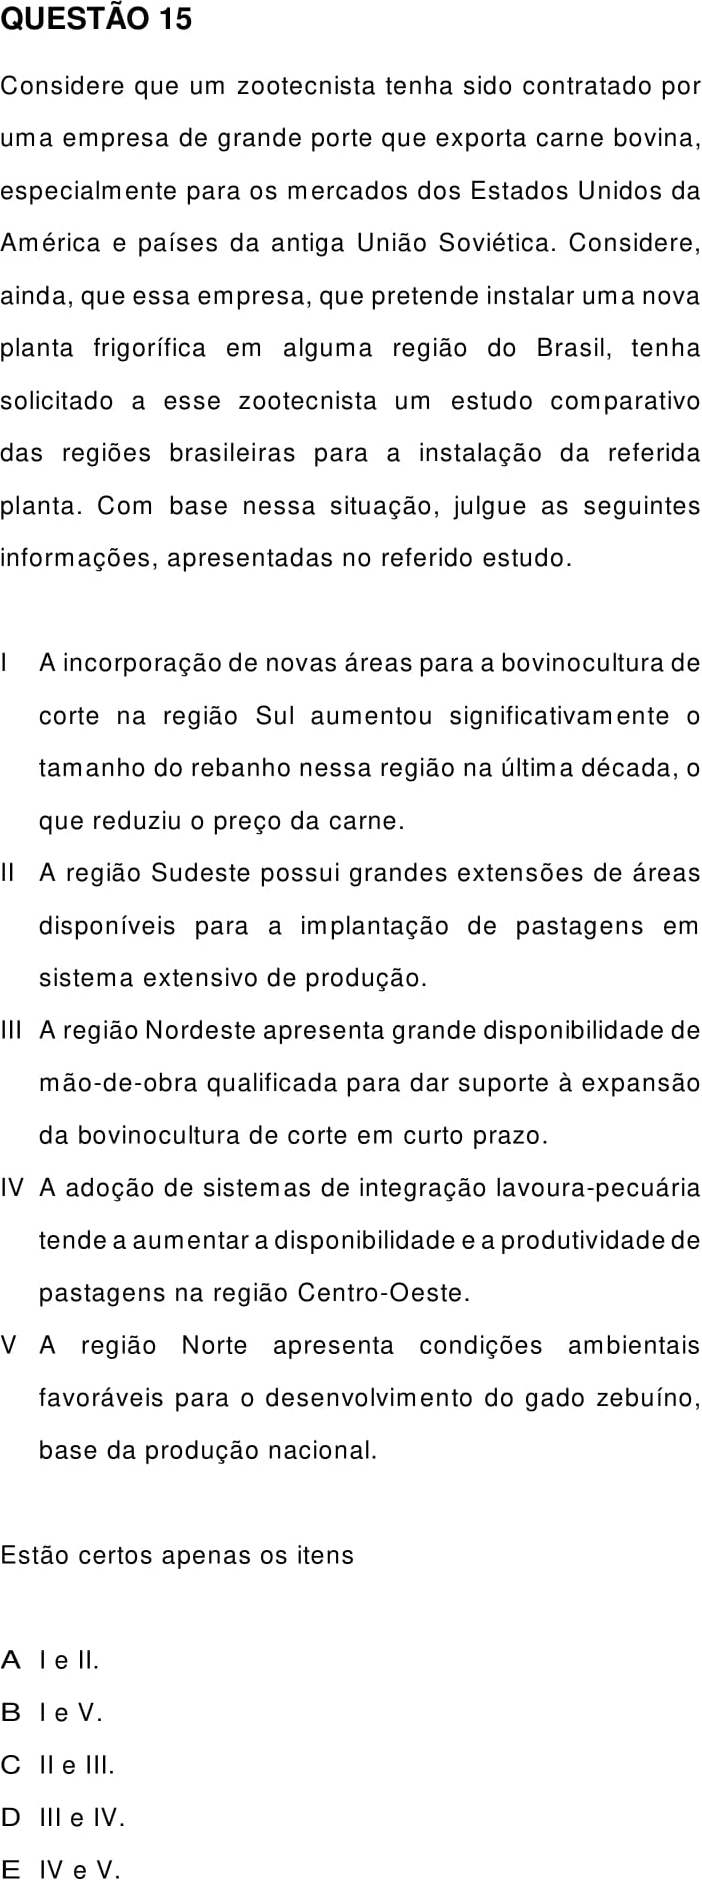 QUESTÃO 15
Considere que um zootecnista tenha sido contratado por
uma empresa de grande porte que exporta carne bovina,
especialmente para os mercados dos Estados Unidos da
América e países da antiga União Soviética. Considere,
ainda, que essa empresa, que pretende instalar uma nova
planta frigorífica em alguma região do Brasil, tenha
solicitado a esse zootecnista um estudo comparativo
das regiões brasileiras para a instalação da referida
planta. Com base nessa situação, julgue as seguintes
informações, apresentadas no referido estudo.
I A incorporação de novas áreas para a bovinocultura de
corte na região Sul aumentou significativamente o
tamanho do rebanho nessa região na última década, o
que reduziu o preço da carne.
II A região Sudeste possui grandes extensões de áreas
disponíveis para a implantação de pastagens em
sistema extensivo de produção.
III A região Nordeste apresenta grande disponibilidade de
mão-de-obra qualificada para dar suporte à expansão
da bovinocultura de corte em curto prazo.
IV A adoção de sistemas de integração lavoura-pecuária
tende a aumentar a disponibilidade e a produtividade de
pastagens na região Centro-Oeste.
V A região Norte apresenta condições ambientais
favoráveis para o desenvolvimento do gado zebuíno,
base da produção nacional.
Estão certos apenas os itens
A I e II.
B I e V.
C II e III.
D III e IV.
E IV e V.